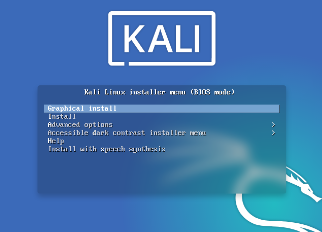 KALI
Kali Linux installer menu (BIOS mode)
Graphical install
Install
Advanced options >
Accessible dark contrast installer menu >
Help
Install with speech synthesis